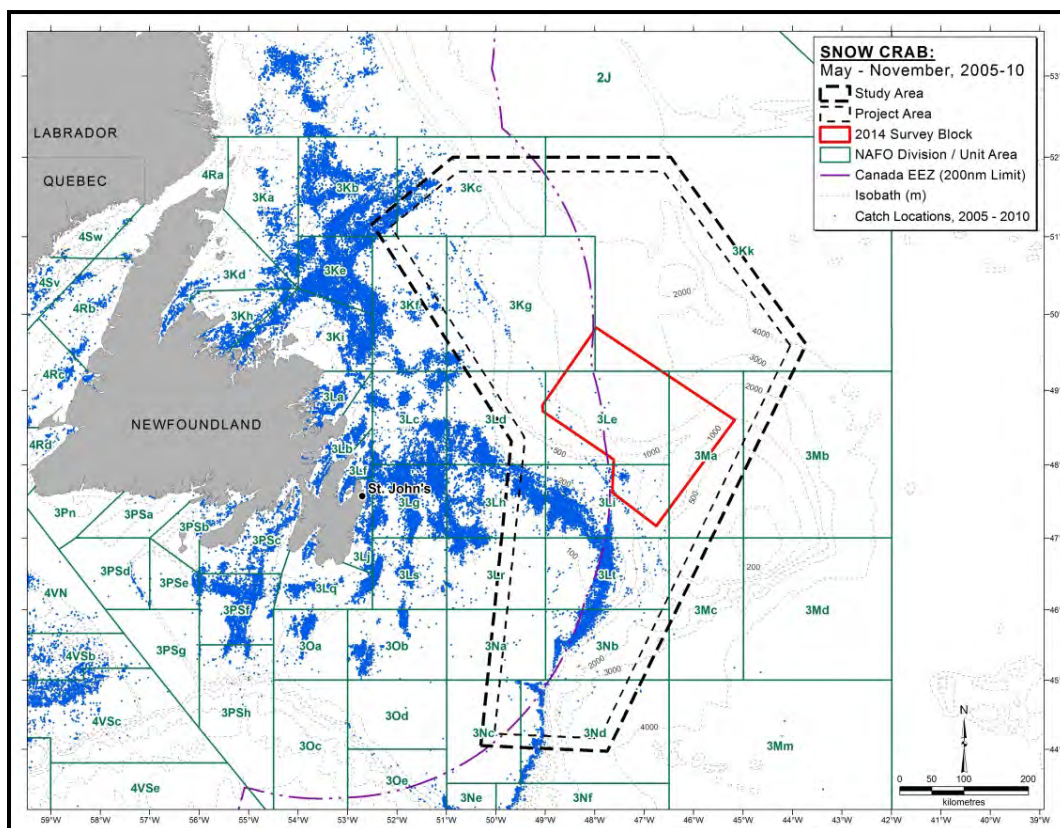 SNOW CRAB:
May - November, 2005-10
Study Area
Project Area
2014 Survey Block
NAFO Division / Unit Area
Canada EEZ (200nm Limit)
Isobath (m)
Catch Locations, 2005 - 2010
2J
53°
LABRADOR
QUEBEC
52°
4Ra
3Ka
3Kb
3Kc
4Sw
51°
3Kk
4Sv
3Kd
3Ke
2000
4Rb
3Kh
3Kf
3Kg
50°
3Ki
4000
3000
4Rc
2000
49°
3La
3Lc
3Ld
3Le
NEWFOUNDLAND
1000
4Rd
3Lb
500
1000
3Ma
3Mb
48°
3Lf
St. John's
200
500
3Pn
3PSa
3PSb
3Lg
3Lh
3Li
3PSc
47°
3PSd
3PSe
3Lj
3Ls
3Lr
100
3Lt
200
4VN
3PSf
3Lq
3Mc
3Md
46°
4VSb
3PSg
3Oa
3Ob
3Na
3Nb
2000
3000
45°
4VSc
3PSh
3Od
3Nc
3Nd
4000
N
3Oc
3Mm
44°
4VSe
3Oe
3Ne
3Nf
0 50 100 200
kilometres
59°W 58°W 57°W 56°W 55°W 54°W 53°W 52°W 51°W 50°W 49°W 48°W 47°W 46°W 45°W 44°W 43°W 42°W 41°W 40°W 39°W